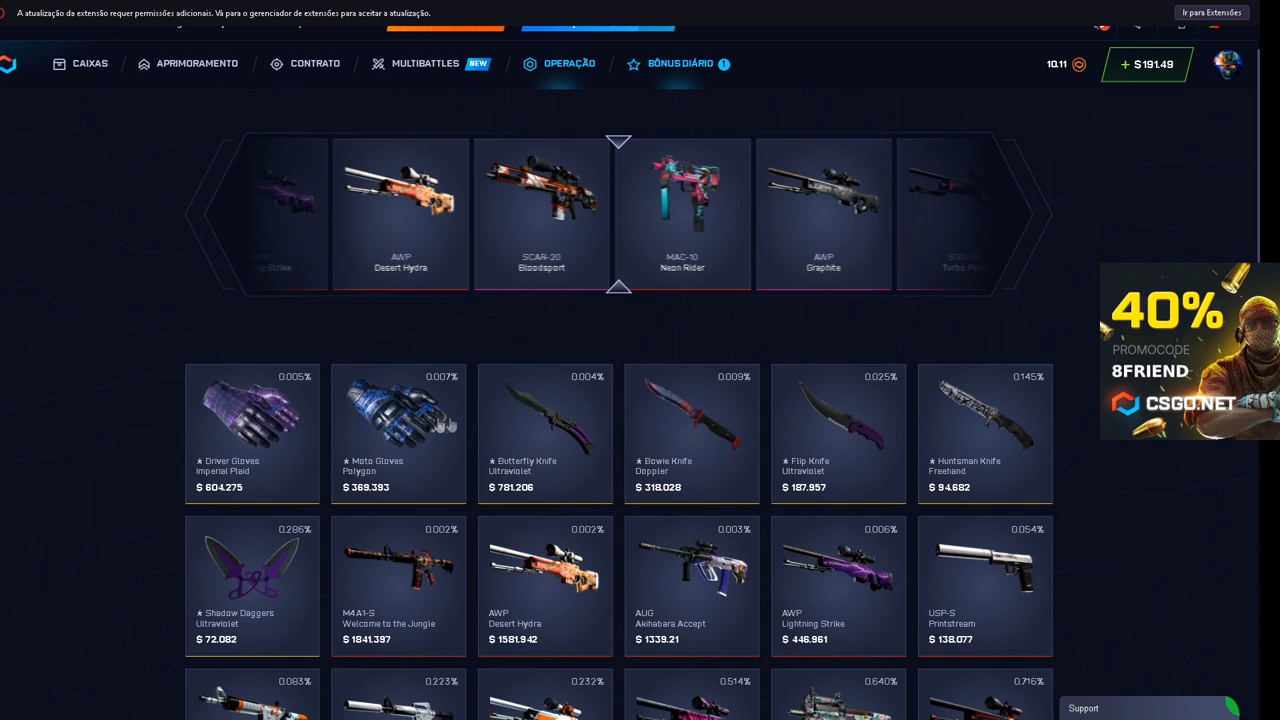 A atualização da extensão requer permissões adicionais. Vá para o gerenciador de extensões para aceitar a atualização.
Ir para Extensões
CAIXAS
APRIMORAMENTO
CONTRATO
MULTIBATTLES NEW
OPERAÇÃO
BÔNUS DIÁRIO 1
10.11
+ $ 191.49
Strike
AWP
Desert Hydra
SCAR-20
Bloodsport
MAC-10
Neon Rider
AWP
Graphite
Turbo
40%
PROMOCODE
8FRIEND
CSGO.NET
0.005%
★ Driver Gloves
Imperial Plaid
$ 604.275
0.007%
★ Moto Gloves
Polygon
$ 369.393
0.004%
★ Butterfly Knife
Ultraviolet
$ 781.206
0.009%
★ Bowie Knife
Doppler
$ 318.028
0.025%
★ Flip Knife
Ultraviolet
$ 187.957
0.145%
★ Huntsman Knife
Freehand
$ 94.682
0.286%
★ Shadow Daggers
Ultraviolet
$ 72.082
0.002%
M4A1-S
Welcome to the Jungle
$ 1841.397
0.002%
AWP
Desert Hydra
$ 1581.942
0.003%
AUG
Akihabara Accept
$ 1339.21
0.006%
AWP
Lightning Strike
$ 446.961
0.054%
USP-S
Printstream
$ 138.077
0.083%
0.223%
0.232%
0.514%
0.640%
0.716%
Support